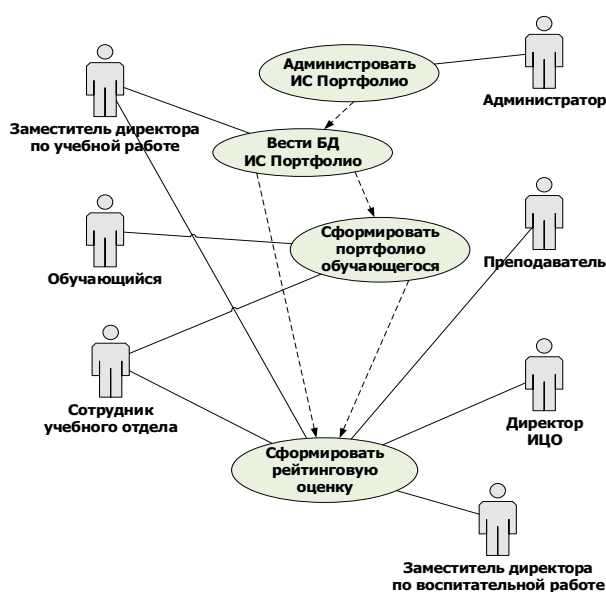 Администровать
ИС Портфолио
Администратор
Заместитель директора
по учебной работе
Вести БД
ИС Портфолио
Сформировать
портфолио
обучающегося
Обучающийся
Преподаватель
Сотрудник
учебного отдела
Директор
ИЦО
Сформировать
рейтинговую
оценку
Заместитель директора
по воспитательной работе